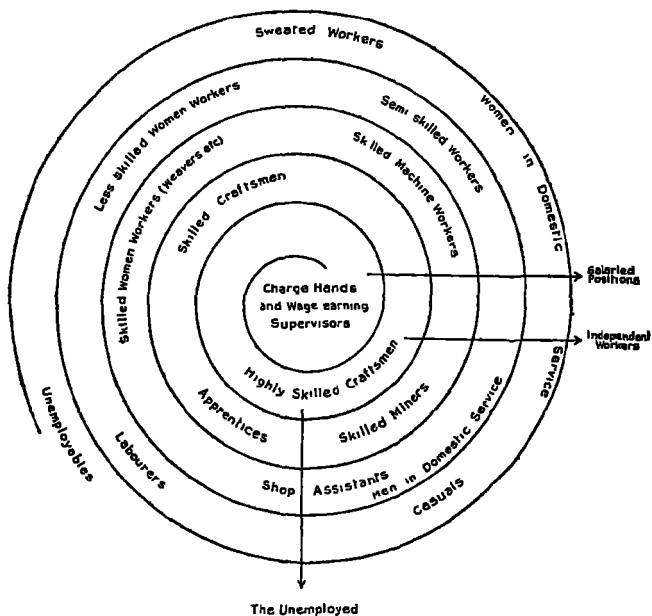 Sweated Workers
Women in Domestic
Service
Less Skilled Women Workers
Semi skilled Workers
Skilled Women Workers (Weavers etc)
Skilled Machine Workers
Skilled Craftsmen
Charge Hands
and Wage earning
Supervisors
Salaried
Positions
Independent
Workers
Highly Skilled Craftsmen
Apprentices
Skilled Miners
Unemployables
Labourers
Shop Assistants
Men in Domestic Service
Casuals
The Unemployed